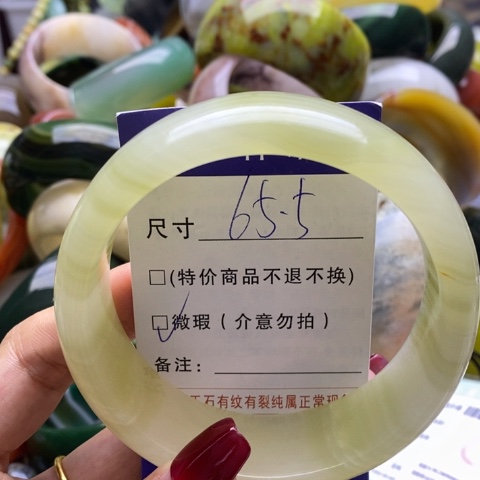 尺寸 65.5
□(特价商品不退不换)
☑微瑕(介意勿拍)
备注:
石有纹有裂纯属正常现